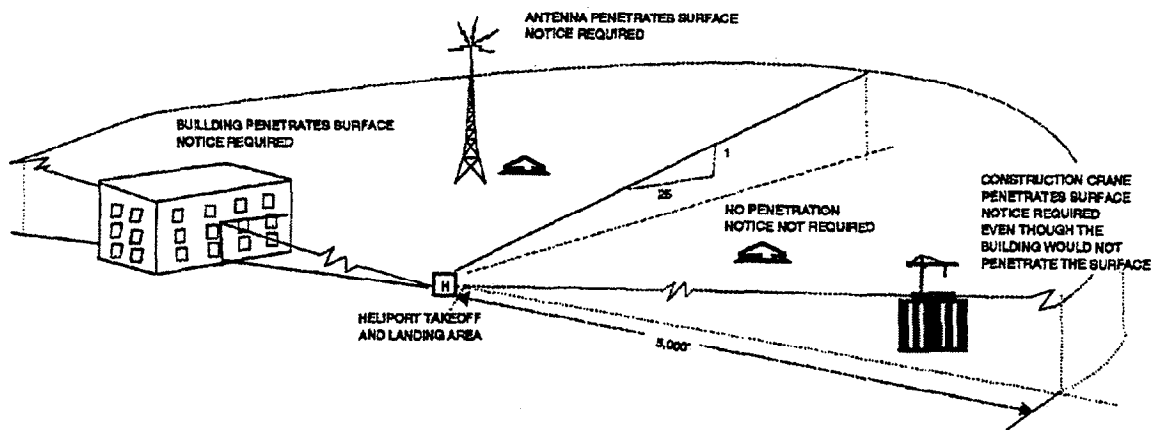 ANTENNA PENETRATES SURFACE
NOTICE REQUIRED
BUILLDING PENETRATES SURFACE
NOTICE REQUIRED
1
25
CONSTRUCTION CRANE
PENETRATES SURFACE
NOTICE REQUIRED
EVEN THOUGH THE
BUILDING WOULD NOT
PENETRATE THE SURFACE
NO PENETRATION
NOTICE NOT REQUIRED
H
HELIPORT TAKEOFF
AND LANDING AREA
5,000'